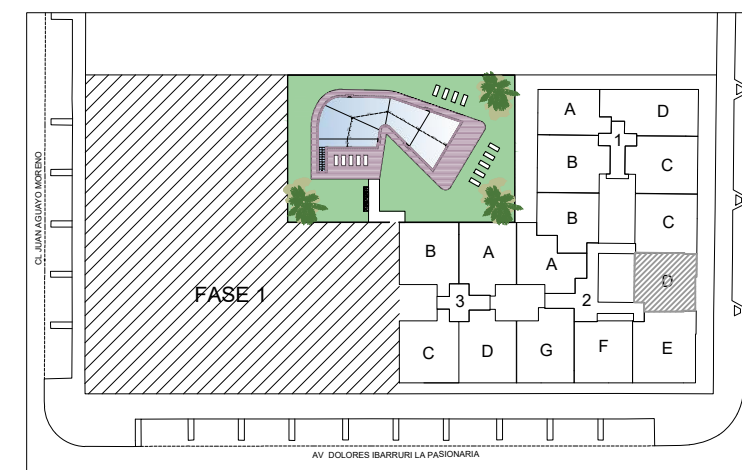 CL JUAN AGUAYO MORENO
A
D
1
B
C
B
C
B
A
A
D
FASE 1
3
2
C
D
G
F
E
AV DOLORES IBARRURI LA PASIONARIA